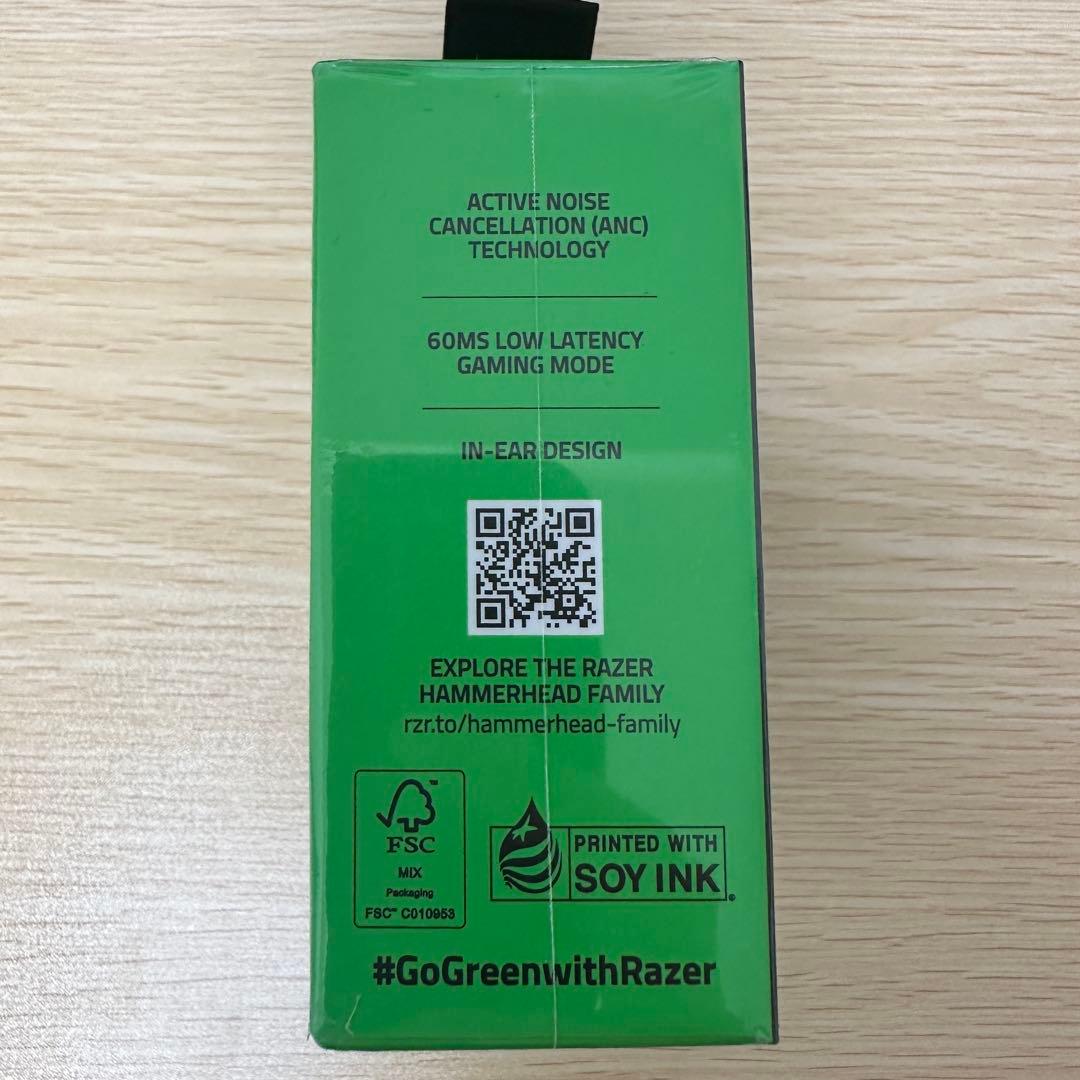 ACTIVE NOISE
CANCELLATION (ANC)
TECHNOLOGY
60MS LOW LATENCY
GAMING MODE
IN-EAR DESIGN
EXPLORE THE RAZER
HAMMERHEAD FAMILY
rzr.to/hammerhead-family
™
FSC
MIX
Packaging
FSC™ C010953
PRINTED WITH
SOY INK®
#GoGreenwithRazer